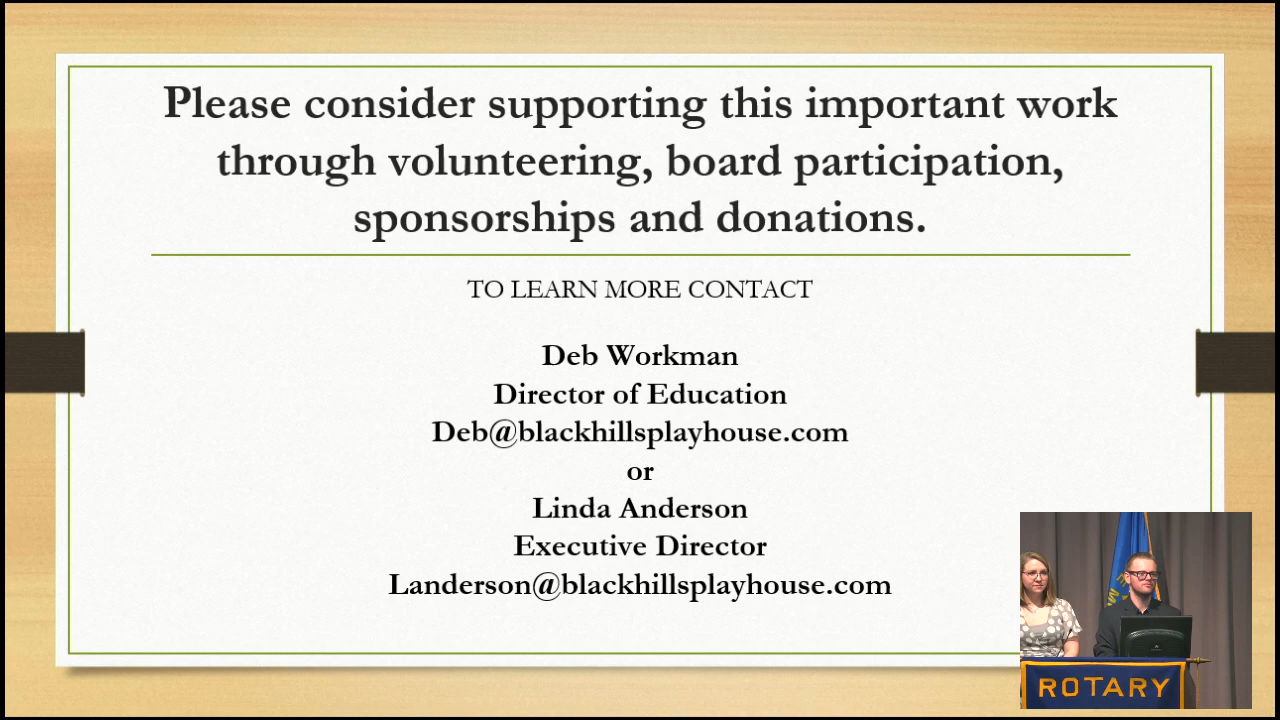 Please consider supporting this important work
through volunteering, board participation,
sponsorships and donations.
TO LEARN MORE CONTACT
Deb Workman
Director of Education
Deb@blackhillsplayhouse.com
or
Linda Anderson
Executive Director
Landerson@blackhillsplayhouse.com
ROTARY